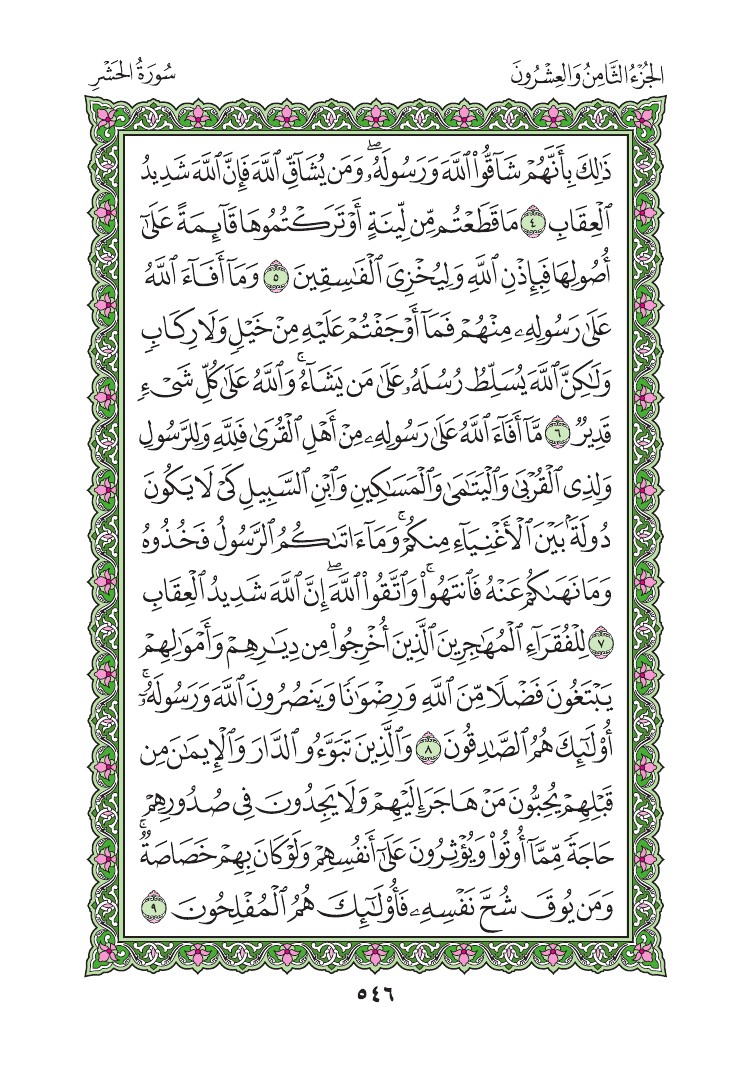 الجُزْءُ الثَّامِنُ وَالعِشْرُونَ
سُورَةُ الحَشْرِ
ذَٰلِكَ بِأَنَّهُمْ شَآقُّوا۟ ٱللَّهَ وَرَسُولَهُۥ ۖ وَمَن يُشَآقِّ ٱللَّهَ فَإِنَّ ٱللَّهَ شَدِيدُ
ٱلْعِقَابِ ٤ مَا قَطَعْتُم مِّن لِّينَةٍ أَوْ تَرَكْتُمُوهَا قَآئِمَةً عَلَىٰٓ
أُصُولِهَا فَبِإِذْنِ ٱللَّهِ وَلِيُخْزِىَ ٱلْفَـٰسِقِينَ ٥ وَمَآ أَفَآءَ ٱللَّهُ
عَلَىٰ رَسُولِهِۦ مِنْهُمْ فَمَآ أَوْجَفْتُمْ عَلَيْهِ مِنْ خَيْلٍ وَلَا رِكَابٍ
وَلَـٰكِنَّ ٱللَّهَ يُسَلِّطُ رُسُلَهُۥ عَلَىٰ مَن يَشَآءُ ۚ وَٱللَّهُ عَلَىٰ كُلِّ شَىْءٍ
قَدِيرٌ ٦ مَّآ أَفَآءَ ٱللَّهُ عَلَىٰ رَسُولِهِۦ مِنْ أَهْلِ ٱلْقُرَىٰ فَلِلَّهِ وَلِلرَّسُولِ
وَلِذِى ٱلْقُرْبَىٰ وَٱلْيَتَـٰمَىٰ وَٱلْمَسَـٰكِينِ وَٱبْنِ ٱلسَّبِيلِ كَىْ لَا يَكُونَ
دُولَةًۢ بَيْنَ ٱلْأَغْنِيَآءِ مِنكُمْ ۚ وَمَآ ءَاتَىٰكُمُ ٱلرَّسُولُ فَخُذُوهُ
وَمَا نَهَىٰكُمْ عَنْهُ فَٱنتَهُوا۟ ۚ وَٱتَّقُوا۟ ٱللَّهَ ۖ إِنَّ ٱللَّهَ شَدِيدُ ٱلْعِقَابِ
٧ لِلْفُقَرَآءِ ٱلْمُهَـٰجِرِينَ ٱلَّذِينَ أُخْرِجُوا۟ مِن دِيَـٰرِهِمْ وَأَمْوَٰلِهِمْ
يَبْتَغُونَ فَضْلًا مِّنَ ٱللَّهِ وَرِضْوَٰنًا وَيَنصُرُونَ ٱللَّهَ وَرَسُولَهُۥٓ ۚ
أُو۟لَـٰٓئِكَ هُمُ ٱلصَّـٰدِقُونَ ٨ وَٱلَّذِينَ تَبَوَّءُو ٱلدَّارَ وَٱلْإِيمَـٰنَ مِن
قَبْلِهِمْ يُحِبُّونَ مَنْ هَاجَرَ إِلَيْهِمْ وَلَا يَجِدُونَ فِى صُدُورِهِمْ
حَاجَةً مِّمَّآ أُوتُوا۟ وَيُؤْثِرُونَ عَلَىٰٓ أَنفُسِهِمْ وَلَوْ كَانَ بِهِمْ خَصَاصَةٌ ۚ
وَمَن يُوقَ شُحَّ نَفْسِهِۦ فَأُو۟لَـٰٓئِكَ هُمُ ٱلْمُفْلِحُونَ ٩
٥٤٦